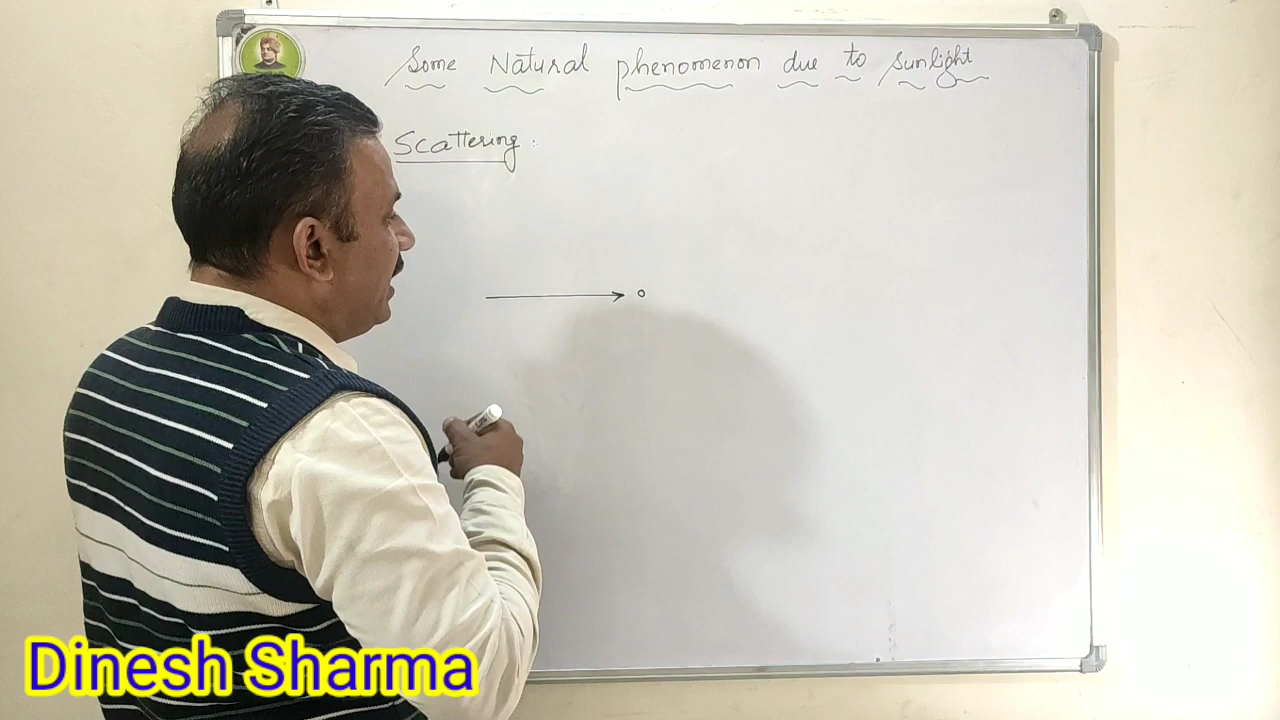 Some Natural phenomenon due to Sunlight
Scattering :
Dinesh Sharma